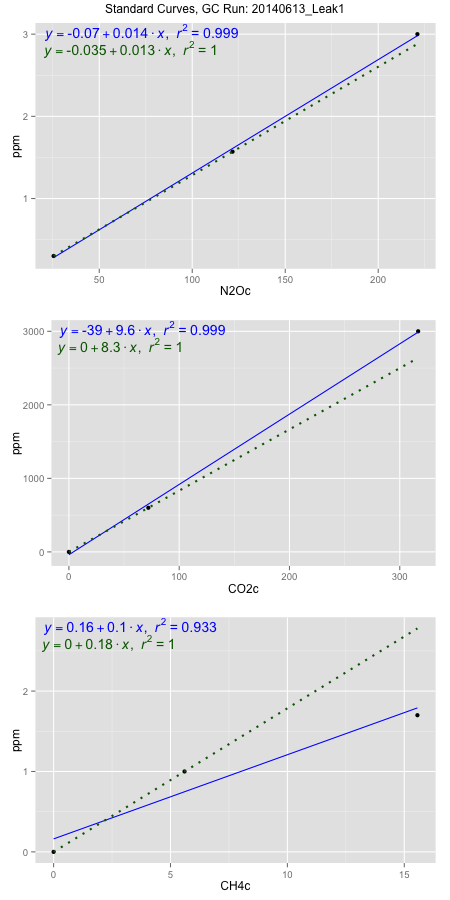 Standard Curves, GC Run: 20140613_Leak1
y = -0.07 + 0.014 · x, r² = 0.999
y = -0.035 + 0.013 · x, r² = 1
3
2
1
ppm
50 100 150 200
N2Oc
y = -39 + 9.6 · x, r² = 0.999
y = 0 + 8.3 · x, r² = 1
3000
2000
1000
0
ppm
0 100 200 300
CO2c
y = 0.16 + 0.1 · x, r² = 0.933
y = 0 + 0.18 · x, r² = 1
2
1
0
ppm
0 5 10 15
CH4c